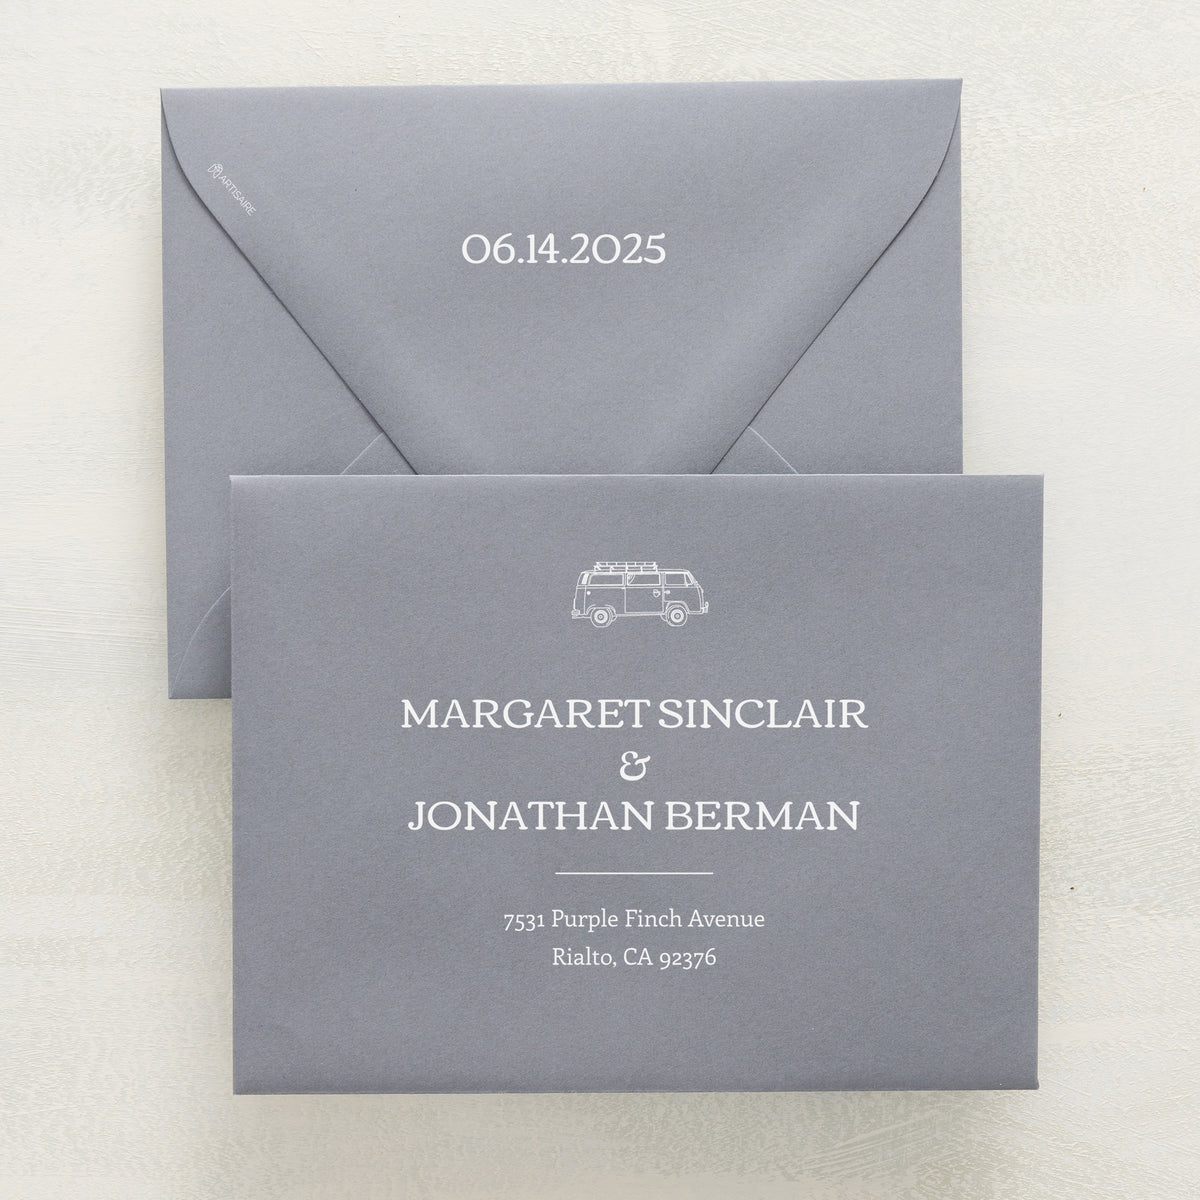 ARTISAIRE
06.14.2025
MARGARET SINCLAIR
&
JONATHAN BERMAN
7531 Purple Finch Avenue
Rialto, CA 92376